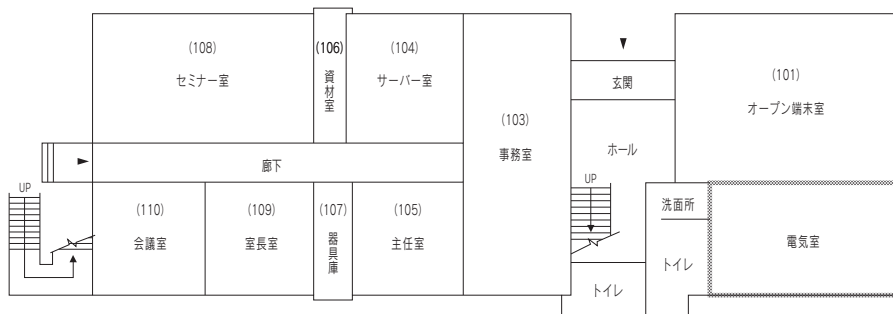 (108)
セミナー室
(106)
資材室
(104)
サーバー室
(103)
事務室
玄関
ホール
(101)
オープン端末室
廊下
UP
(110)
会議室
(109)
室長室
(107)
器具庫
(105)
主任室
UP
洗面所
トイレ
トイレ
電気室